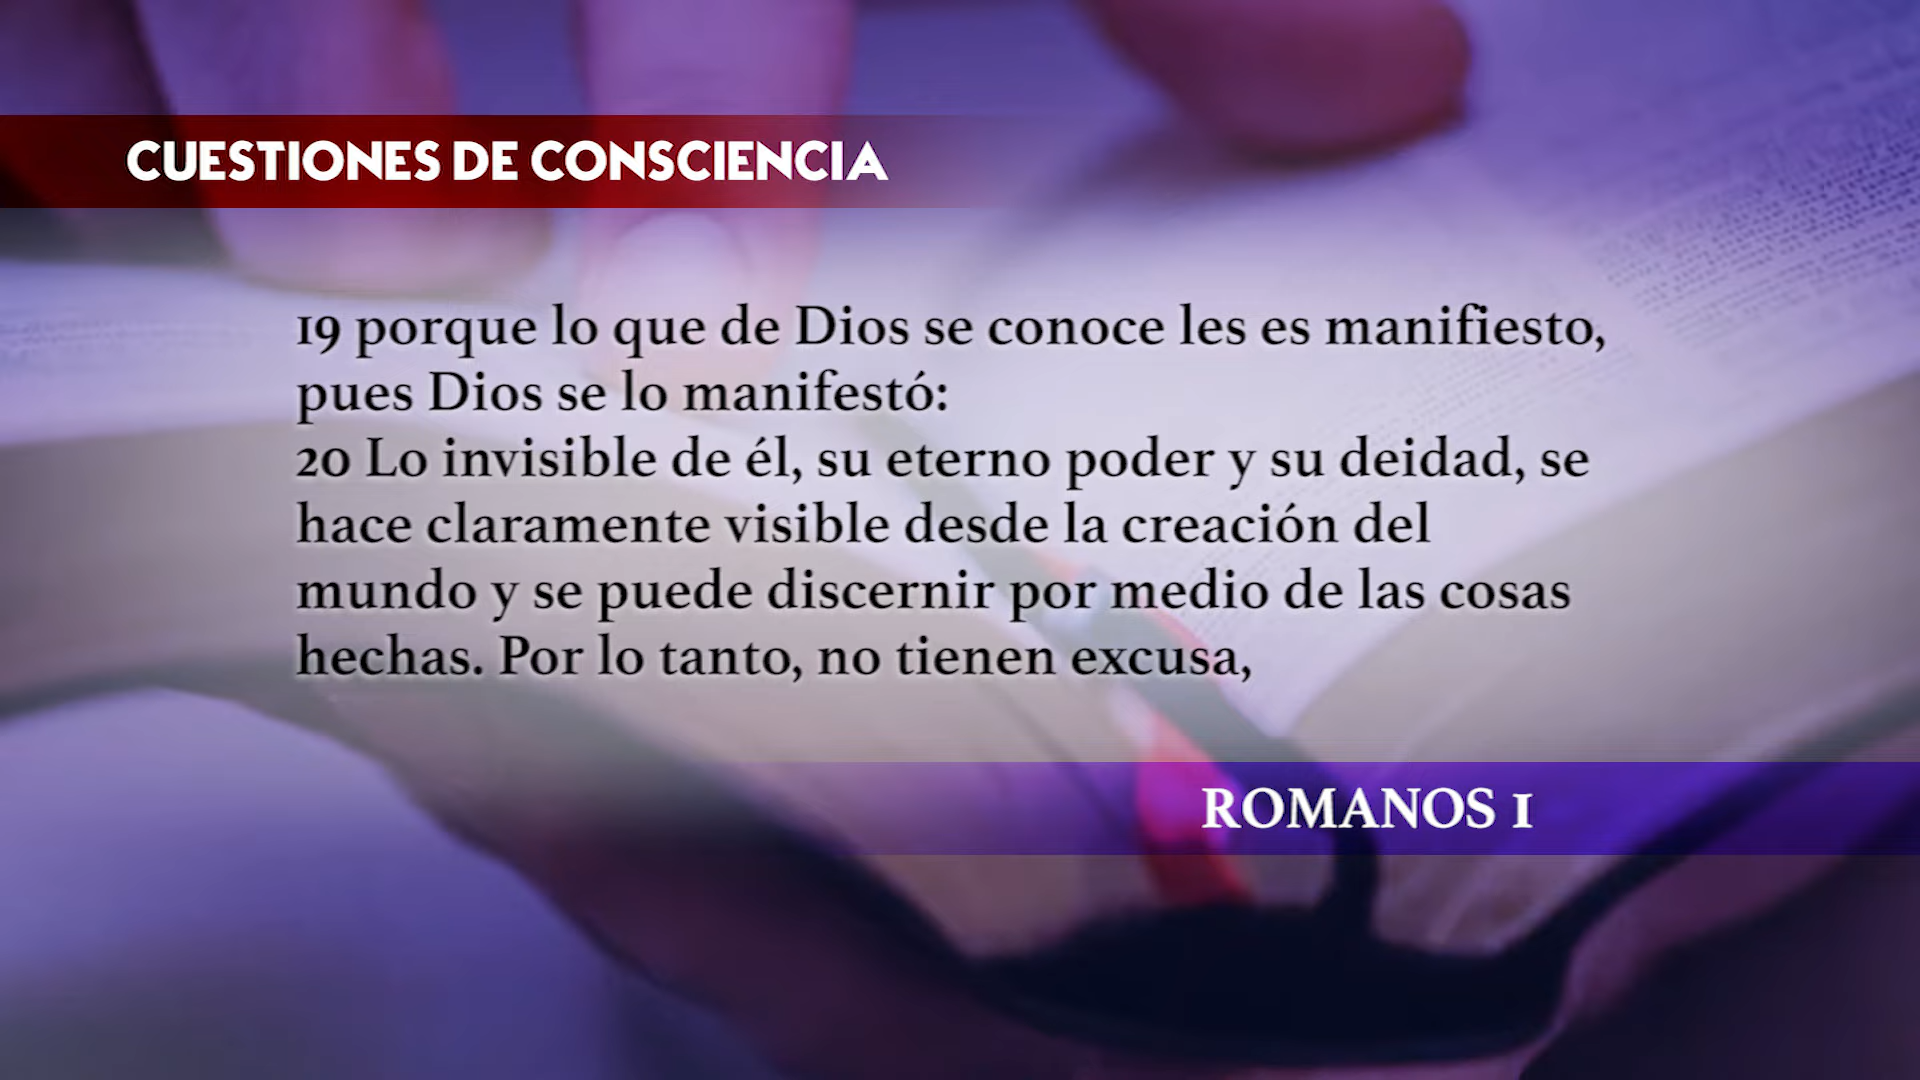 CUESTIONES DE CONSCIENCIA
19 porque lo que de Dios se conoce les es manifiesto,
pues Dios se lo manifestó:
20 Lo invisible de él, su eterno poder y su deidad, se
hace claramente visible desde la creación del
mundo y se puede discernir por medio de las cosas
hechas. Por lo tanto, no tienen excusa,
ROMANOS 1